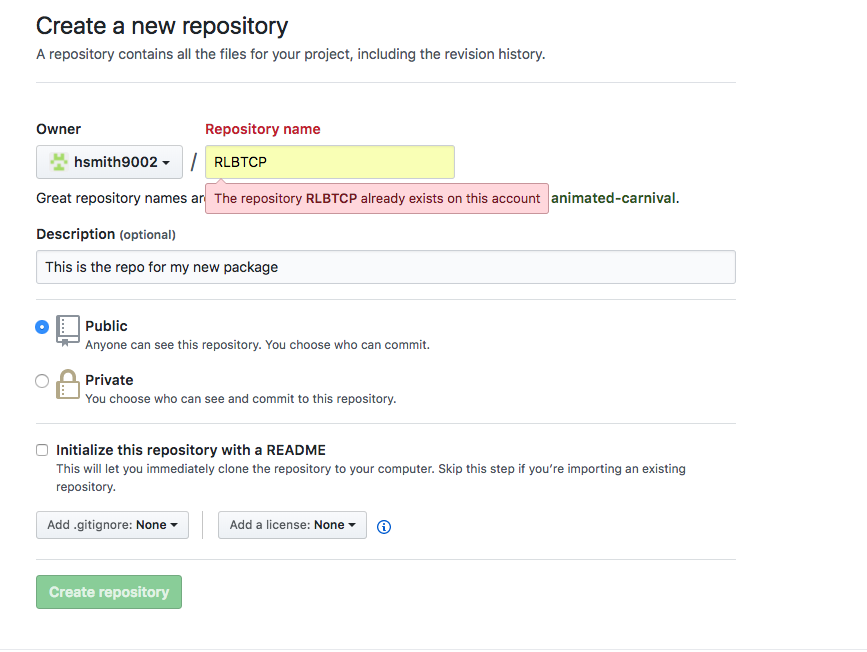 Create a new repository
A repository contains all the files for your project, including the revision history.
Owner
Repository name
hsmith9002
/
RLBTCP
Great repository names are
The repository RLBTCP already exists on this account
animated-carnival.
Description (optional)
This is the repo for my new package
Public
Anyone can see this repository. You choose who can commit.
Private
You choose who can see and commit to this repository.
Initialize this repository with a README
This will let you immediately clone the repository to your computer. Skip this step if you’re importing an existing
repository.
Add .gitignore: None
Add a license: None
Create repository